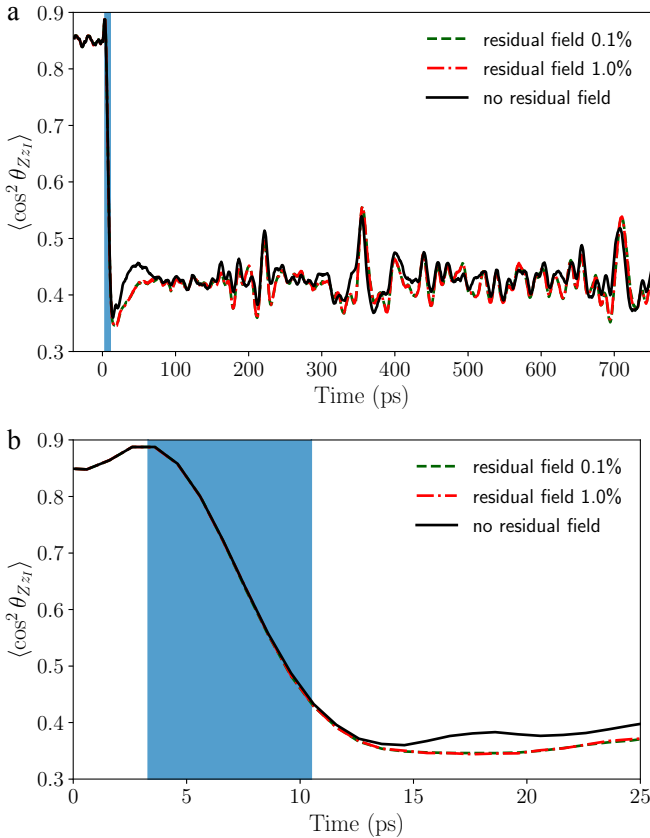 a
0.9
0.8
0.7
0.6
0.5
0.4
0.3
⟨cos² θ_{Zz_I}⟩
residual field 0.1%
residual field 1.0%
no residual field
0 100 200 300 400 500 600 700
Time (ps)
b
0.9
0.8
0.7
0.6
0.5
0.4
0.3
⟨cos² θ_{Zz_I}⟩
residual field 0.1%
residual field 1.0%
no residual field
0 5 10 15 20 25
Time (ps)